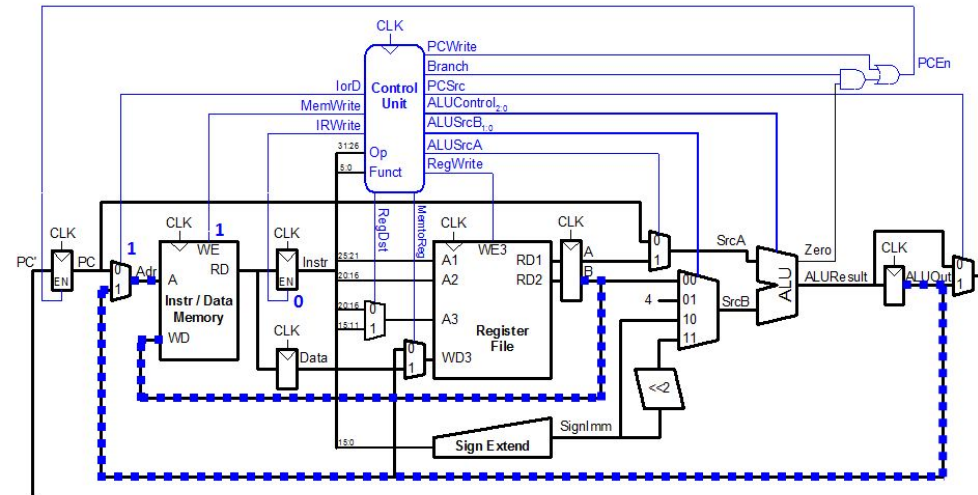 CLK
PCWrite
Branch
PCEn
IorD
Control
Unit
PCSrc
MemWrite
ALUControl2:0
IRWrite
ALUSrcB1:0
31:26
Op
ALUSrcA
5:0
Funct
RegWrite
RegDst
MemtoReg
CLK
CLK
CLK
CLK
CLK
CLK
1
1
WE
WE3
0
1
SrcA
Zero
PC'
PC
0
1
Adr
A
RD
Instr
25:21
A1
RD1
A
EN
EN
0
20:16
A2
RD2
B
00
ALU
ALUResult
ALUOut
0
1
Instr / Data
Memory
4
01
SrcB
20:16
0
A3
Register
File
10
15:11
1
WD
CLK
Data
0
1
WD3
11
<<2
SignImm
15:0
Sign Extend